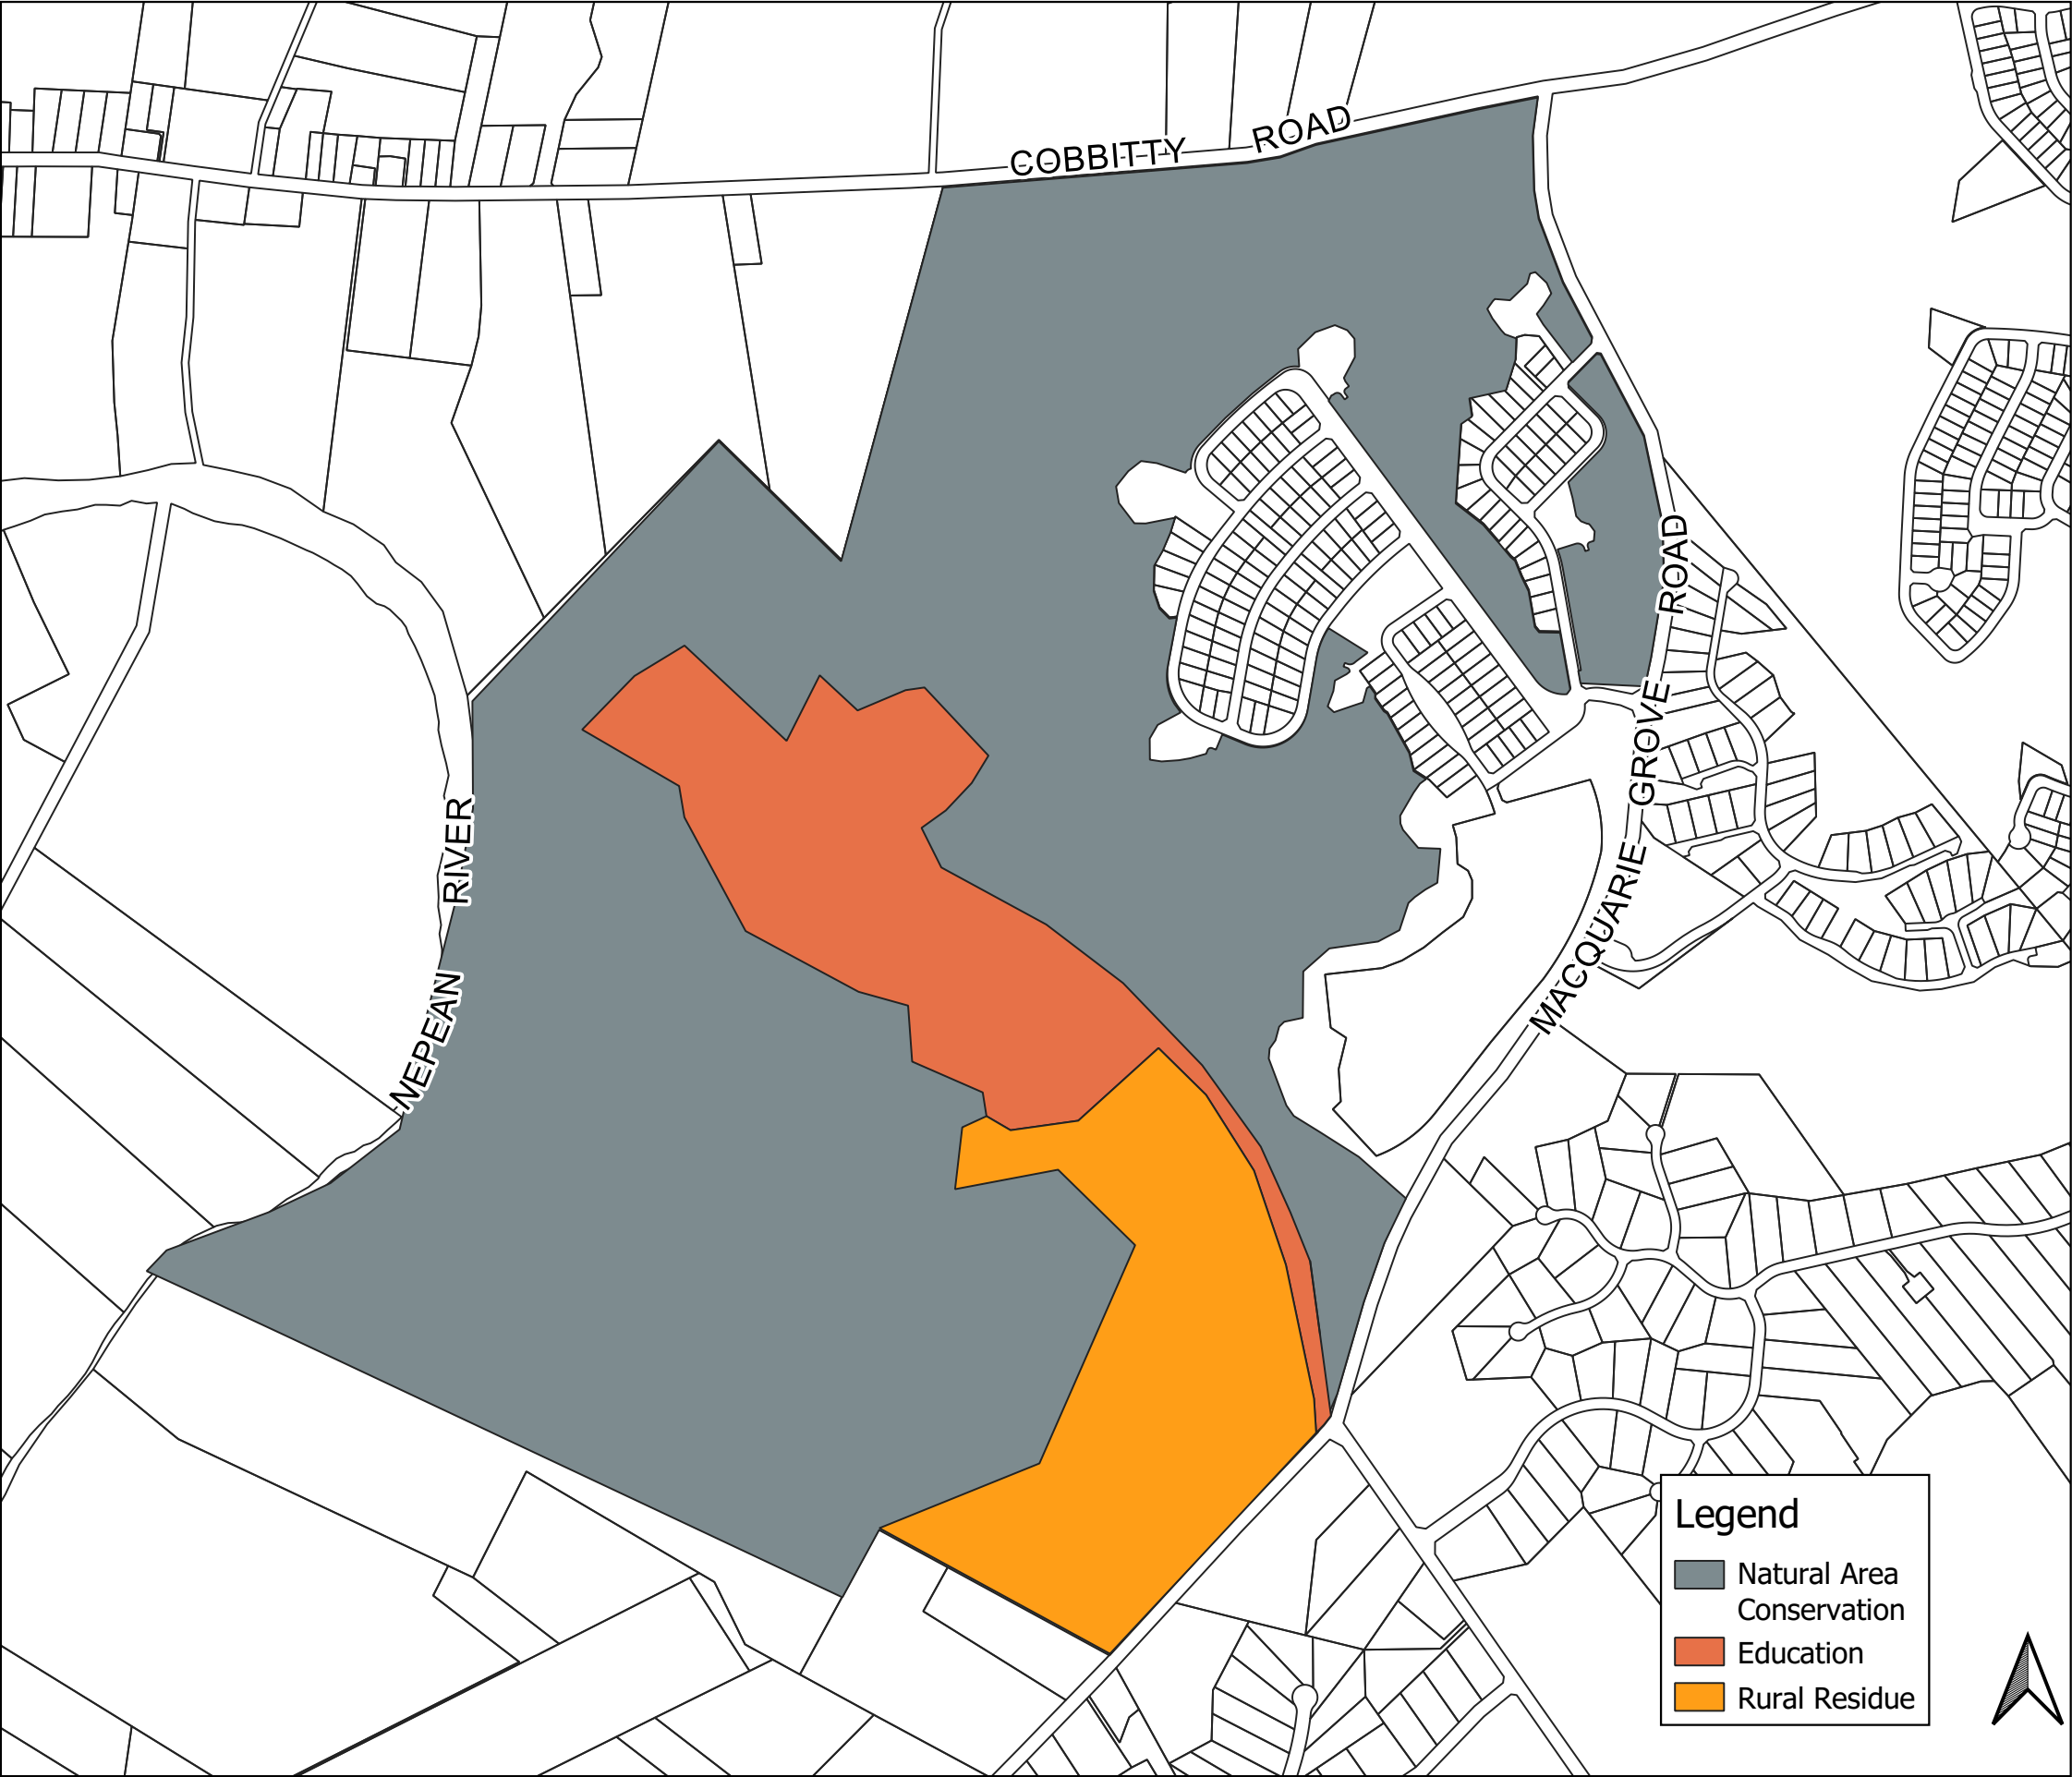 COBBITTY ROAD
ROAD
MACQUARIE GROVE
RIVER
NEPEAN
Legend
Natural Area
Conservation
Education
Rural Residue